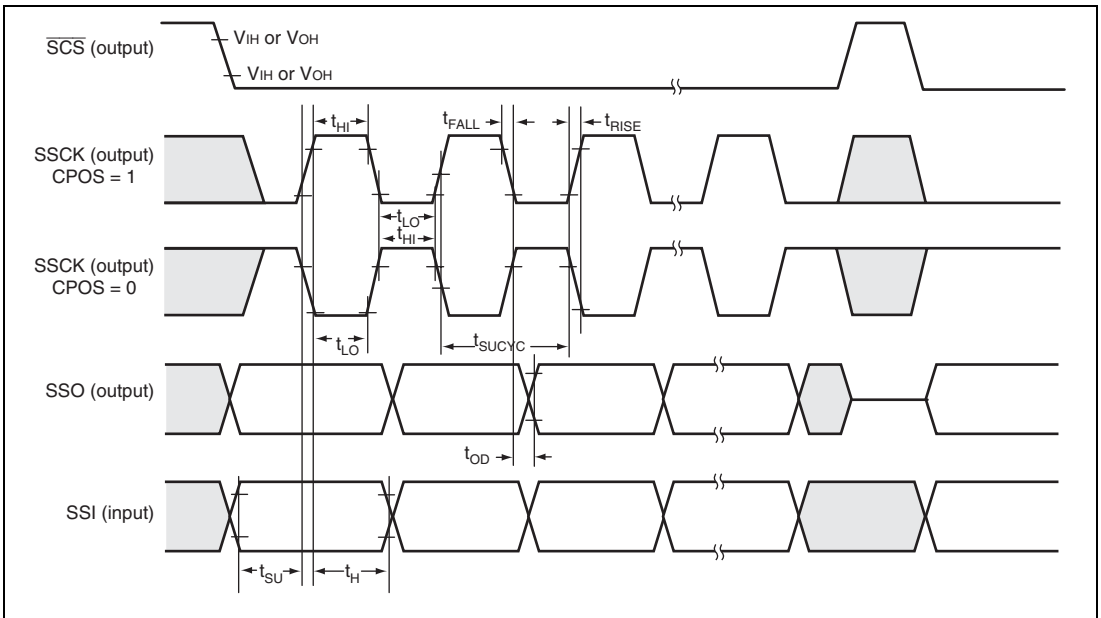 SCS (output)
VIH or VOH
VIH or VOH
tHI
tFALL
tRISE
SSCK (output)
CPOS = 1
tLO
tHI
SSCK (output)
CPOS = 0
tLO
tSUCYC
SSO (output)
tOD
SSI (input)
tSU
tH